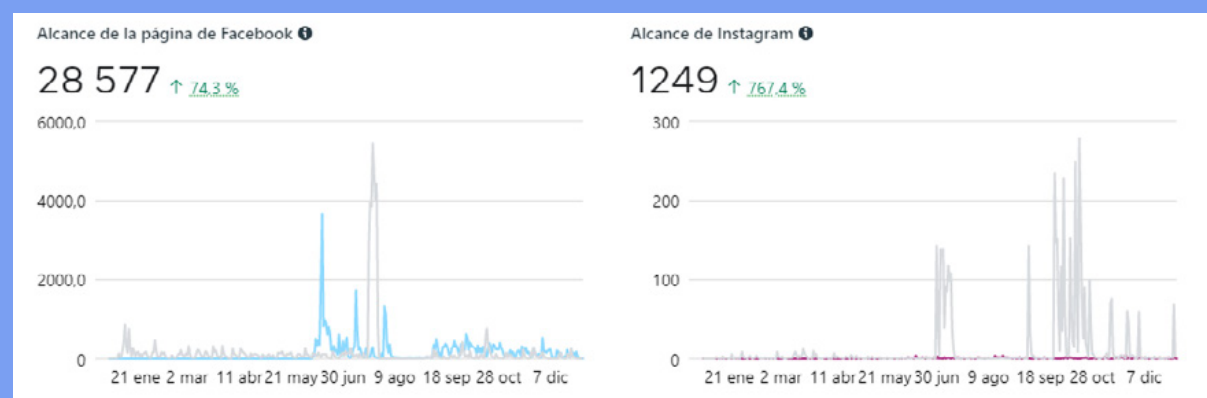 Alcance de la página de Facebook
28 577 ↑ 74,3 %
6000,0
4000,0
2000,0
0
21 ene 2 mar 11 abr 21 may 30 jun 9 ago 18 sep 28 oct 7 dic
Alcance de Instagram
1249 ↑ 767,4 %
300
200
100
0
21 ene 2 mar 11 abr 21 may 30 jun 9 ago 18 sep 28 oct 7 dic